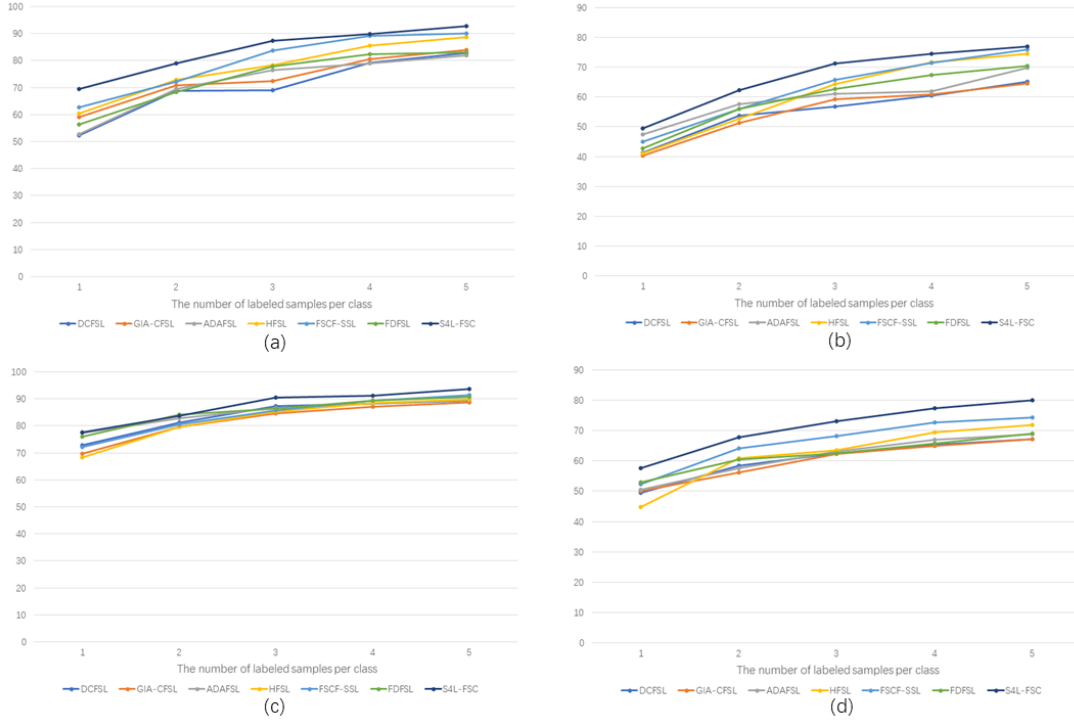 100
90
80
70
60
50
40
30
20
10
0
1 2 3 4 5
The number of labeled samples per class
DCFSL GIA-CFSL ADAFSL HFSL FSCF-SSL FDFSL S4L-FSC
(a)
90
80
70
60
50
40
30
20
10
0
1 2 3 4 5
The number of labeled samples per class
DCFSL GIA-CFSL ADAFSL HFSL FSCF-SSL FDFSL S4L-FSC
(b)
100
90
80
70
60
50
40
30
20
10
0
1 2 3 4 5
The number of labeled samples per class
DCFSL GIA-CFSL ADAFSL HFSL FSCF-SSL FDFSL S4L-FSC
(c)
90
80
70
60
50
40
30
20
10
0
1 2 3 4 5
The number of labeled samples per class
DCFSL GIA-CFSL ADAFSL HFSL FSCF-SSL FDFSL S4L-FSC
(d)